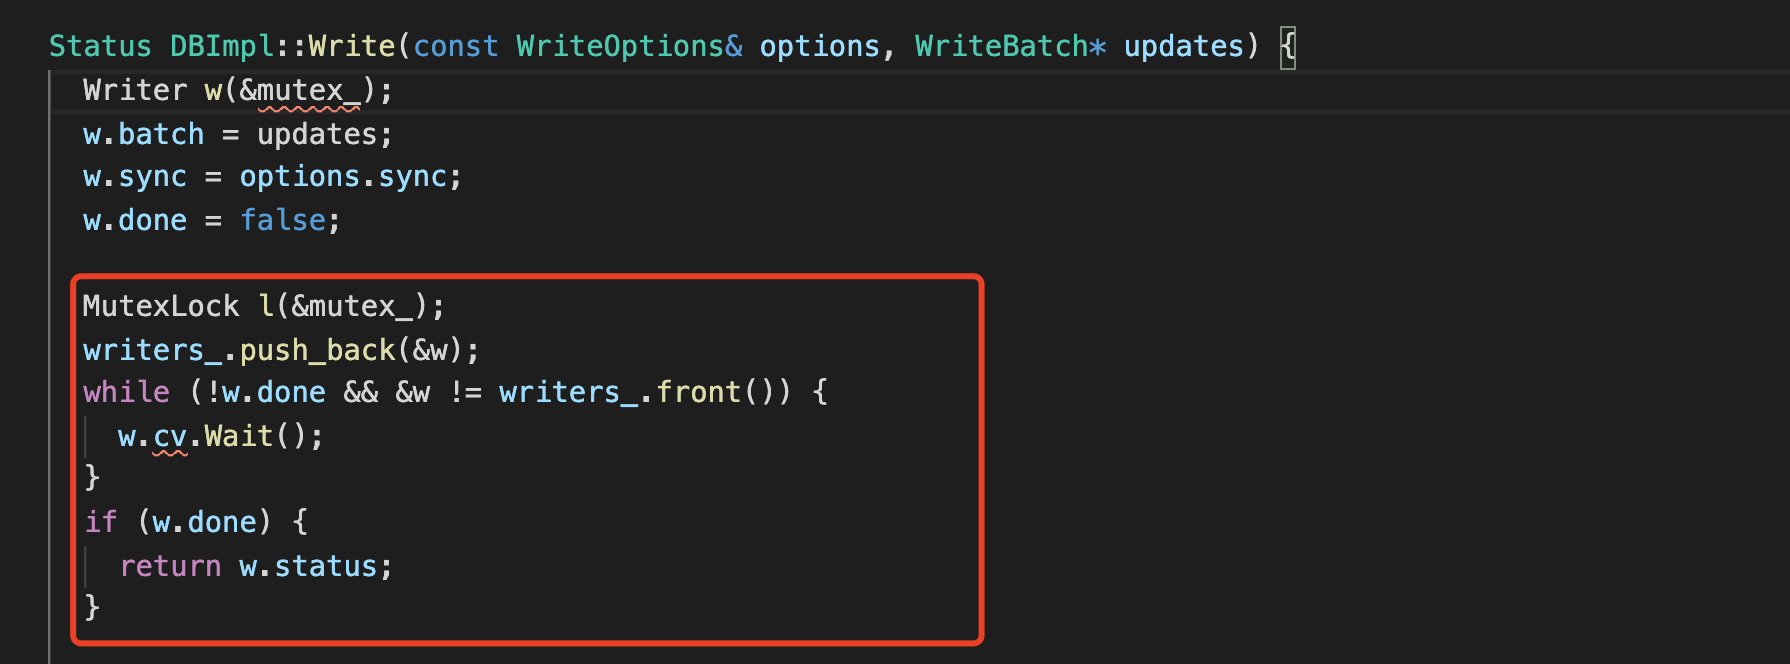 Status DBImpl::Write(const WriteOptions& options, WriteBatch* updates) {
Writer w(&mutex_);
w.batch = updates;
w.sync = options.sync;
w.done = false;
MutexLock l(&mutex_);
writers_.push_back(&w);
while (!w.done && &w != writers_.front()) {
w.cv.Wait();
}
if (w.done) {
return w.status;
}